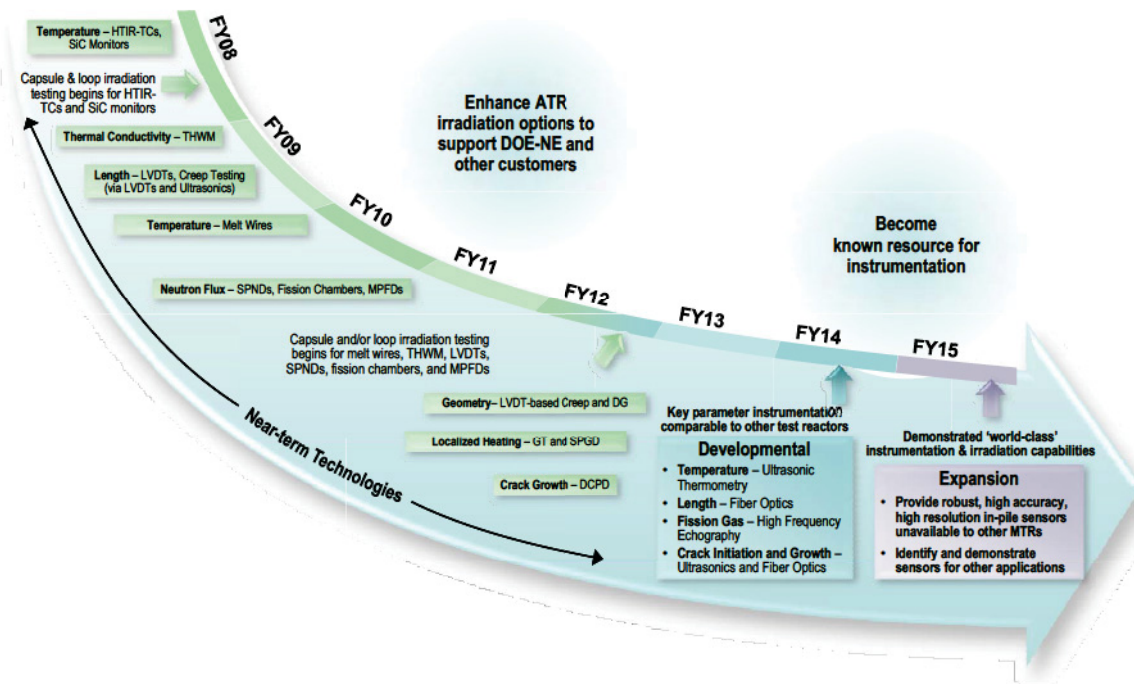 Temperature – HTIR-TCs,
SiC Monitors
FY08
Capsule & loop irradiation
testing begins for HTIR-
TCs and SiC monitors
Thermal Conductivity – THWM
FY09
Length – LVDTs, Creep Testing
(via LVDTs and Ultrasonics)
Temperature – Melt Wires
FY10
Enhance ATR
irradiation options to
support DOE-NE and
other customers
Neutron Flux – SPNDs, Fission Chambers, MPFDs
FY11
FY12
FY13
FY14
FY15
Become
known resource for
instrumentation
Capsule and/or loop irradiation testing
begins for melt wires, THWM, LVDTs,
SPNDs, fission chambers, and MPFDs
Geometry– LVDT-based Creep and DG
Localized Heating – GT and SPGD
Crack Growth – DCPD
Near-term Technologies
Key parameter instrumentation
comparable to other test reactors
Developmental
• Temperature – Ultrasonic
Thermometry
• Length – Fiber Optics
• Fission Gas – High Frequency
Echography
• Crack Initiation and Growth –
Ultrasonics and Fiber Optics
Demonstrated ‘world-class’
instrumentation & irradiation capabilities
Expansion
• Provide robust, high accuracy,
high resolution in-pile sensors
unavailable to other MTRs
• Identify and demonstrate
sensors for other applications